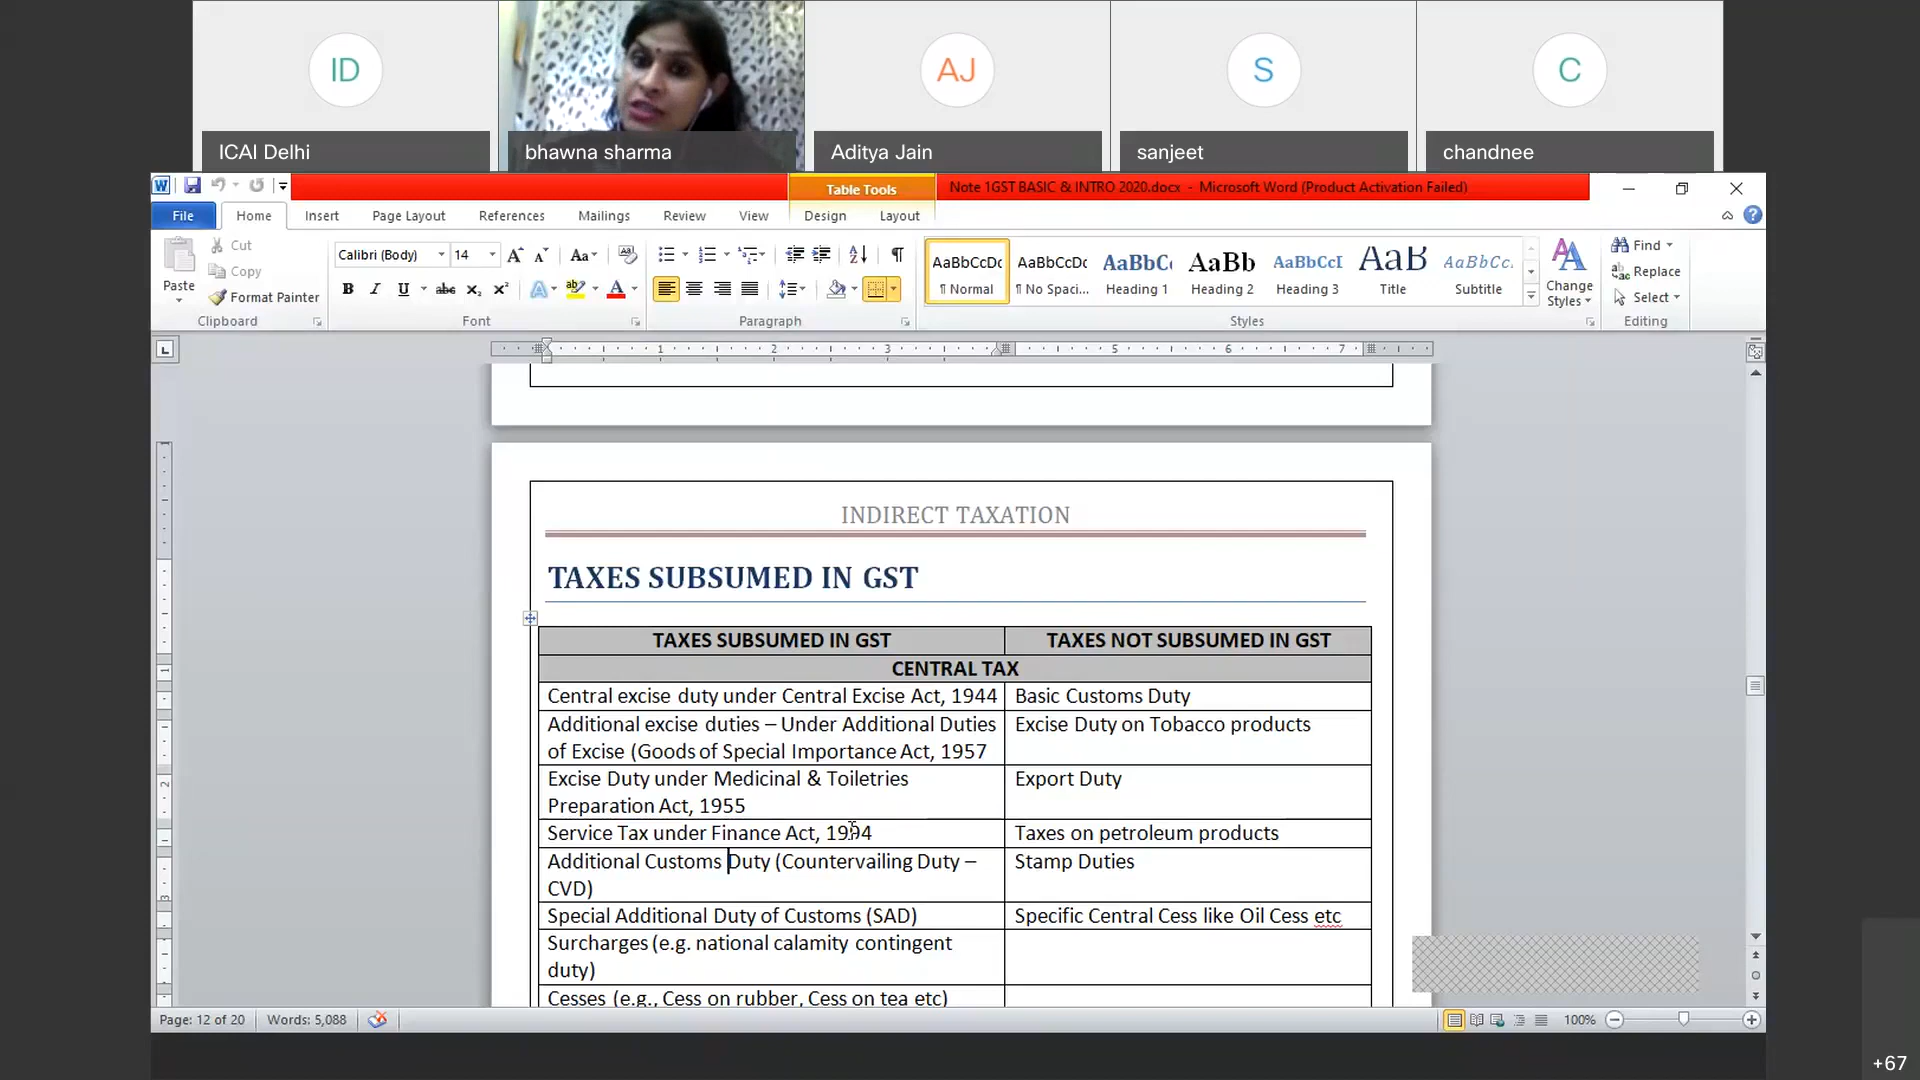 ID
AJ
S
C
ICAI Delhi
bhawna sharma
Aditya Jain
sanjeet
chandnee
Table Tools
Note 1GST BASIC & INTRO 2020.docx - Microsoft Word (Product Activation Failed)
File Home Insert Page Layout References Mailings Review View Design Layout
Paste
Cut
Copy
Format Painter
Clipboard
Calibri (Body) 14
Font
Paragraph
AaBbCcDc AaBbCcDc AaBbC AaBb AaBbCcI AaB AaBbCc.
¶ Normal ¶ No Spaci... Heading 1 Heading 2 Heading 3 Title Subtitle
Change
Styles
Styles
Find
Replace
Select
Editing
1 2 3 5 6 7
INDIRECT TAXATION
TAXES SUBSUMED IN GST
TAXES SUBSUMED IN GST TAXES NOT SUBSUMED IN GST
CENTRAL TAX
Central excise duty under Central Excise Act, 1944 Basic Customs Duty
Additional excise duties – Under Additional Duties Excise Duty on Tobacco products
of Excise (Goods of Special Importance Act, 1957
Excise Duty under Medicinal & Toiletries Export Duty
Preparation Act, 1955
Service Tax under Finance Act, 1994 Taxes on petroleum products
Additional Customs Duty (Countervailing Duty – Stamp Duties
CVD)
Special Additional Duty of Customs (SAD) Specific Central Cess like Oil Cess etc
Surcharges (e.g. national calamity contingent
duty)
Cesses (e.g., Cess on rubber, Cess on tea etc)
Page: 12 of 20 Words: 5,088 100%
+67